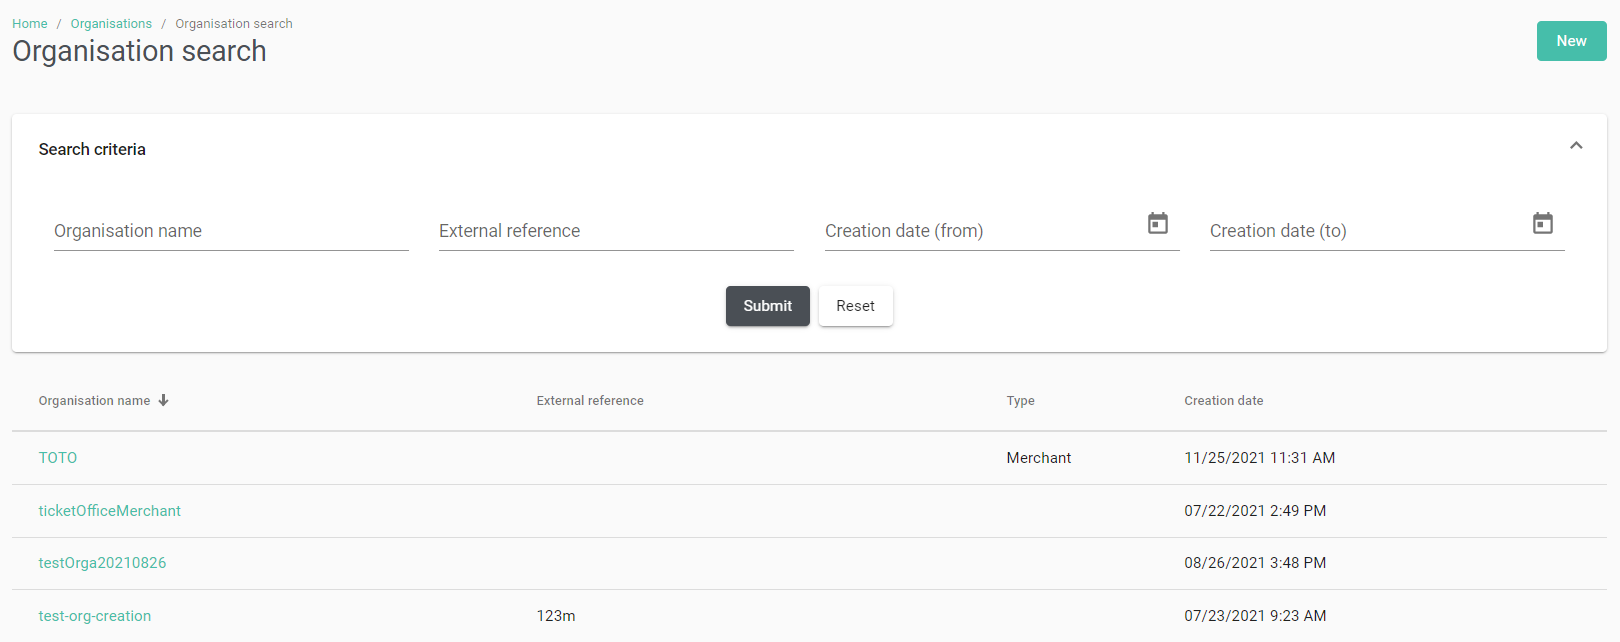 Home / Organisations / Organisation search
Organisation search
New
Search criteria
Organisation name External reference Creation date (from) Creation date (to)
Submit Reset
Organisation name External reference Type Creation date
TOTO Merchant 11/25/2021 11:31 AM
ticketOfficeMerchant 07/22/2021 2:49 PM
testOrga20210826 08/26/2021 3:48 PM
test-org-creation 123m 07/23/2021 9:23 AM